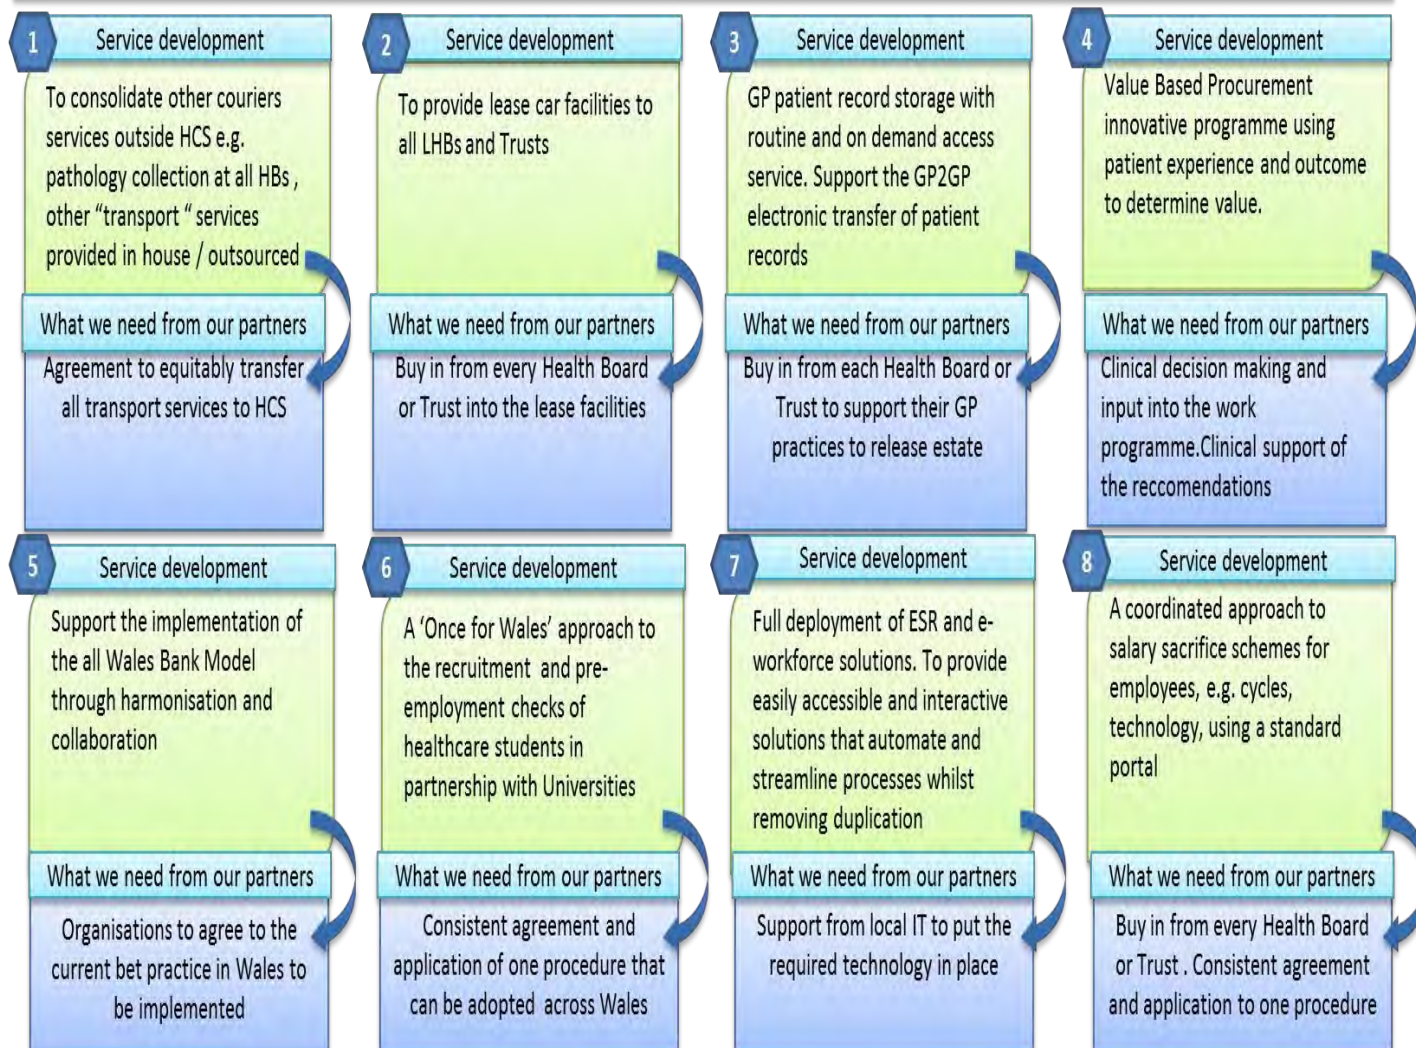 1
Service development
To consolidate other couriers
services outside HCS e.g.
pathology collection at all HBs ,
other “transport “ services
provided in house / outsourced
What we need from our partners
Agreement to equitably transfer
all transport services to HCS
2
Service development
To provide lease car facilities to
all LHBs and Trusts
What we need from our partners
Buy in from every Health Board
or Trust into the lease facilities
3
Service development
GP patient record storage with
routine and on demand access
service. Support the GP2GP
electronic transfer of patient
records
What we need from our partners
Buy in from each Health Board or
Trust to support their GP
practices to release estate
4
Service development
Value Based Procurement
innovative programme using
patient experience and outcome
to determine value.
What we need from our partners
Clinical decision making and
input into the work
programme.Clinical support of
the reccomendations
5
Service development
Support the implementation of
the all Wales Bank Model
through harmonisation and
collaboration
What we need from our partners
Organisations to agree to the
current bet practice in Wales to
be implemented
6
Service development
A ‘Once for Wales’ approach to
the recruitment and pre-
employment checks of
healthcare students in
partnership with Universities
What we need from our partners
Consistent agreement and
application of one procedure that
can be adopted across Wales
7
Service development
Full deployment of ESR and e-
workforce solutions. To provide
easily accessible and interactive
solutions that automate and
streamline processes whilst
removing duplication
What we need from our partners
Support from local IT to put the
required technology in place
8
Service development
A coordinated approach to
salary sacrifice schemes for
employees, e.g. cycles,
technology, using a standard
portal
What we need from our partners
Buy in from every Health Board
or Trust . Consistent agreement
and application to one procedure